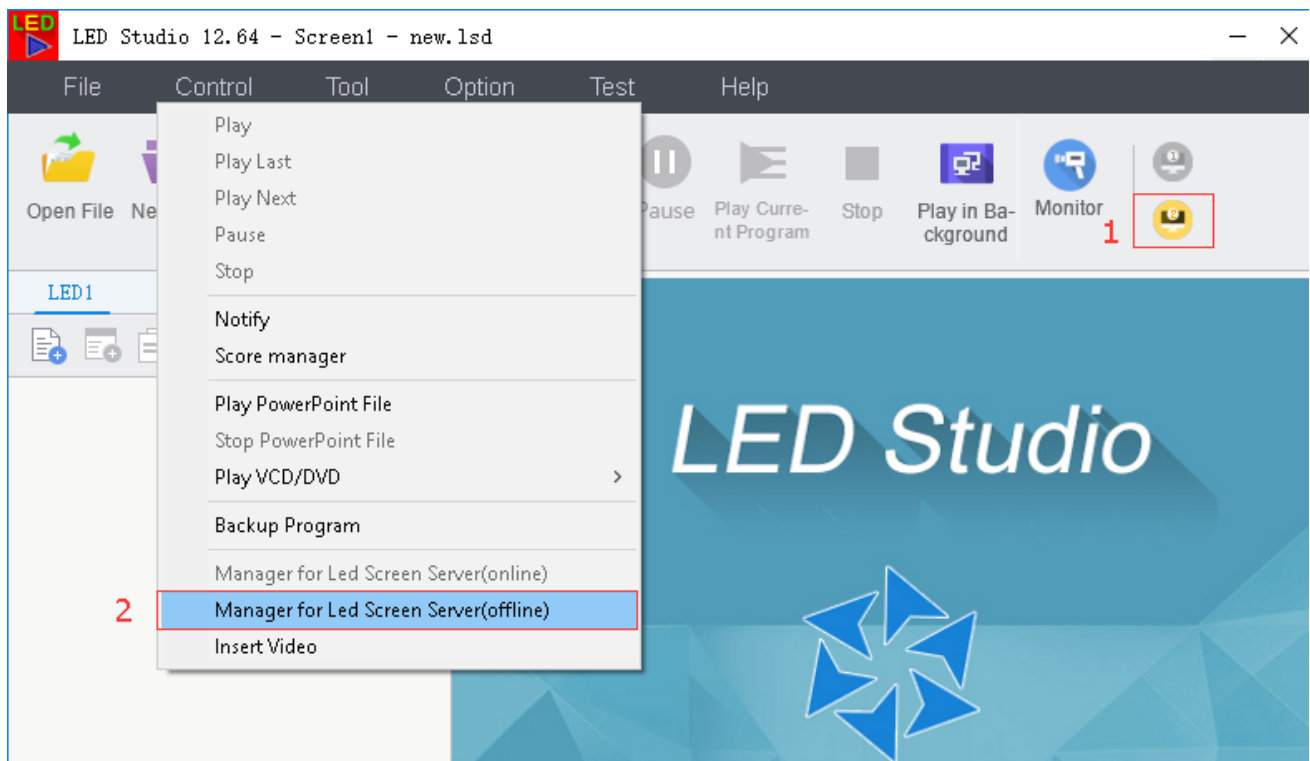 LED
LED Studio 12.64 - Screen1 - new.lsd
File Control Tool Option Test Help
Play
Play Last
Play Next
Pause
Stop
Notify
Score manager
Play PowerPoint File
Stop PowerPoint File
Play VCD/DVD
Backup Program
Manager for Led Screen Server(online)
2 Manager for Led Screen Server(offline)
Insert Video
Open File
Pause
Play Curre-
nt Program
Stop
Play in Ba-
ckground
Monitor
1
1
2
LED1
LED Studio